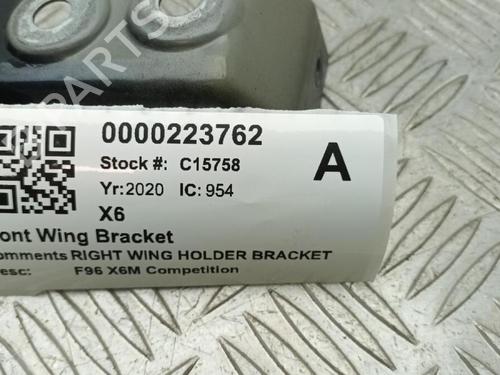 0000223762
Stock #: C15758
A
Yr: 2020 IC: 954
X6
ont Wing Bracket
omments RIGHT WING HOLDER BRACKET
esc: F96 X6M Competition